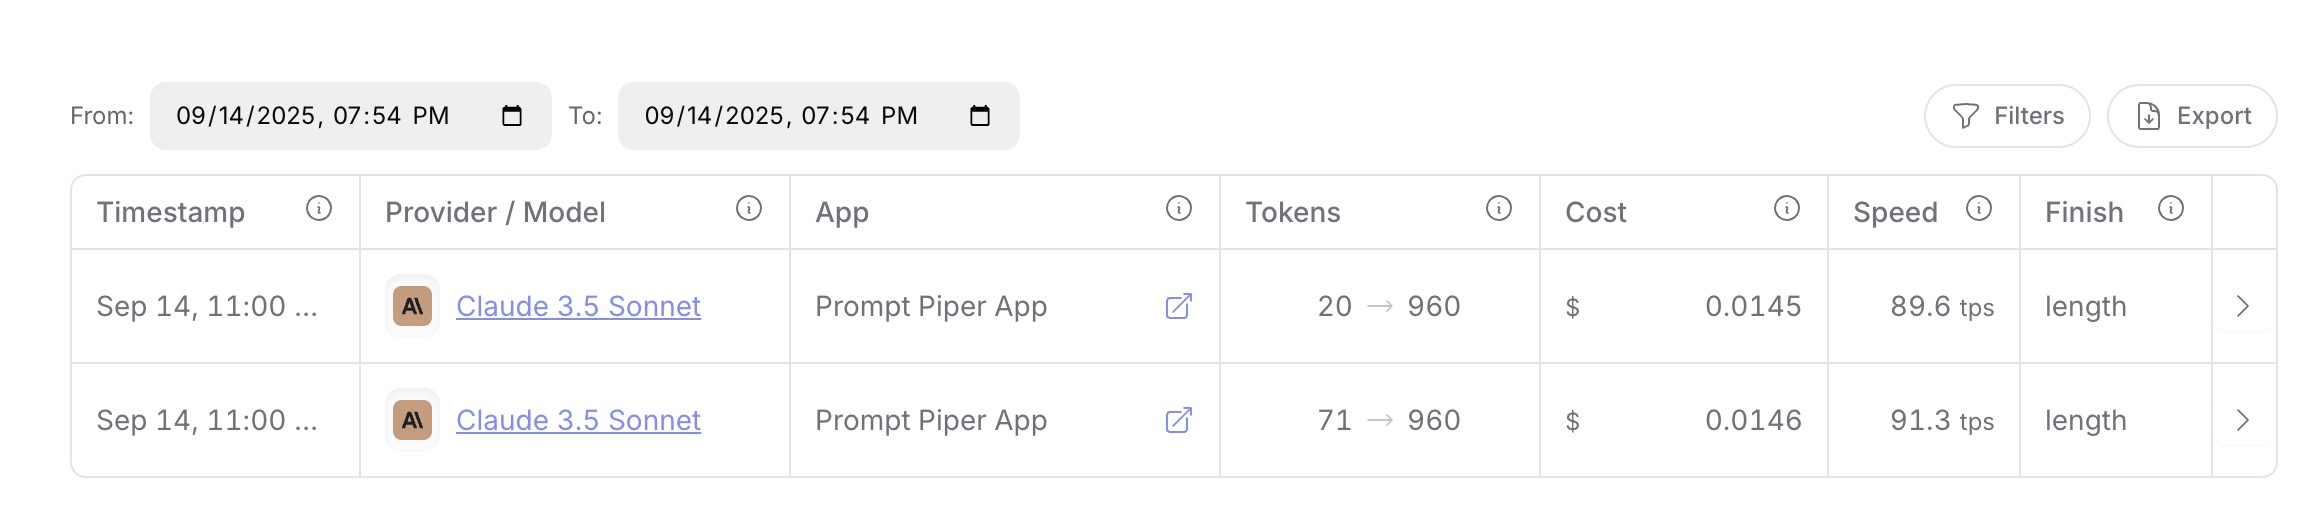 From: 09/14/2025, 07:54 PM To: 09/14/2025, 07:54 PM Filters Export
Timestamp Provider / Model App Tokens Cost Speed Finish
Sep 14, 11:00 ... Claude 3.5 Sonnet Prompt Piper App 20 → 960 $ 0.0145 89.6 tps length
Sep 14, 11:00 ... Claude 3.5 Sonnet Prompt Piper App 71 → 960 $ 0.0146 91.3 tps length